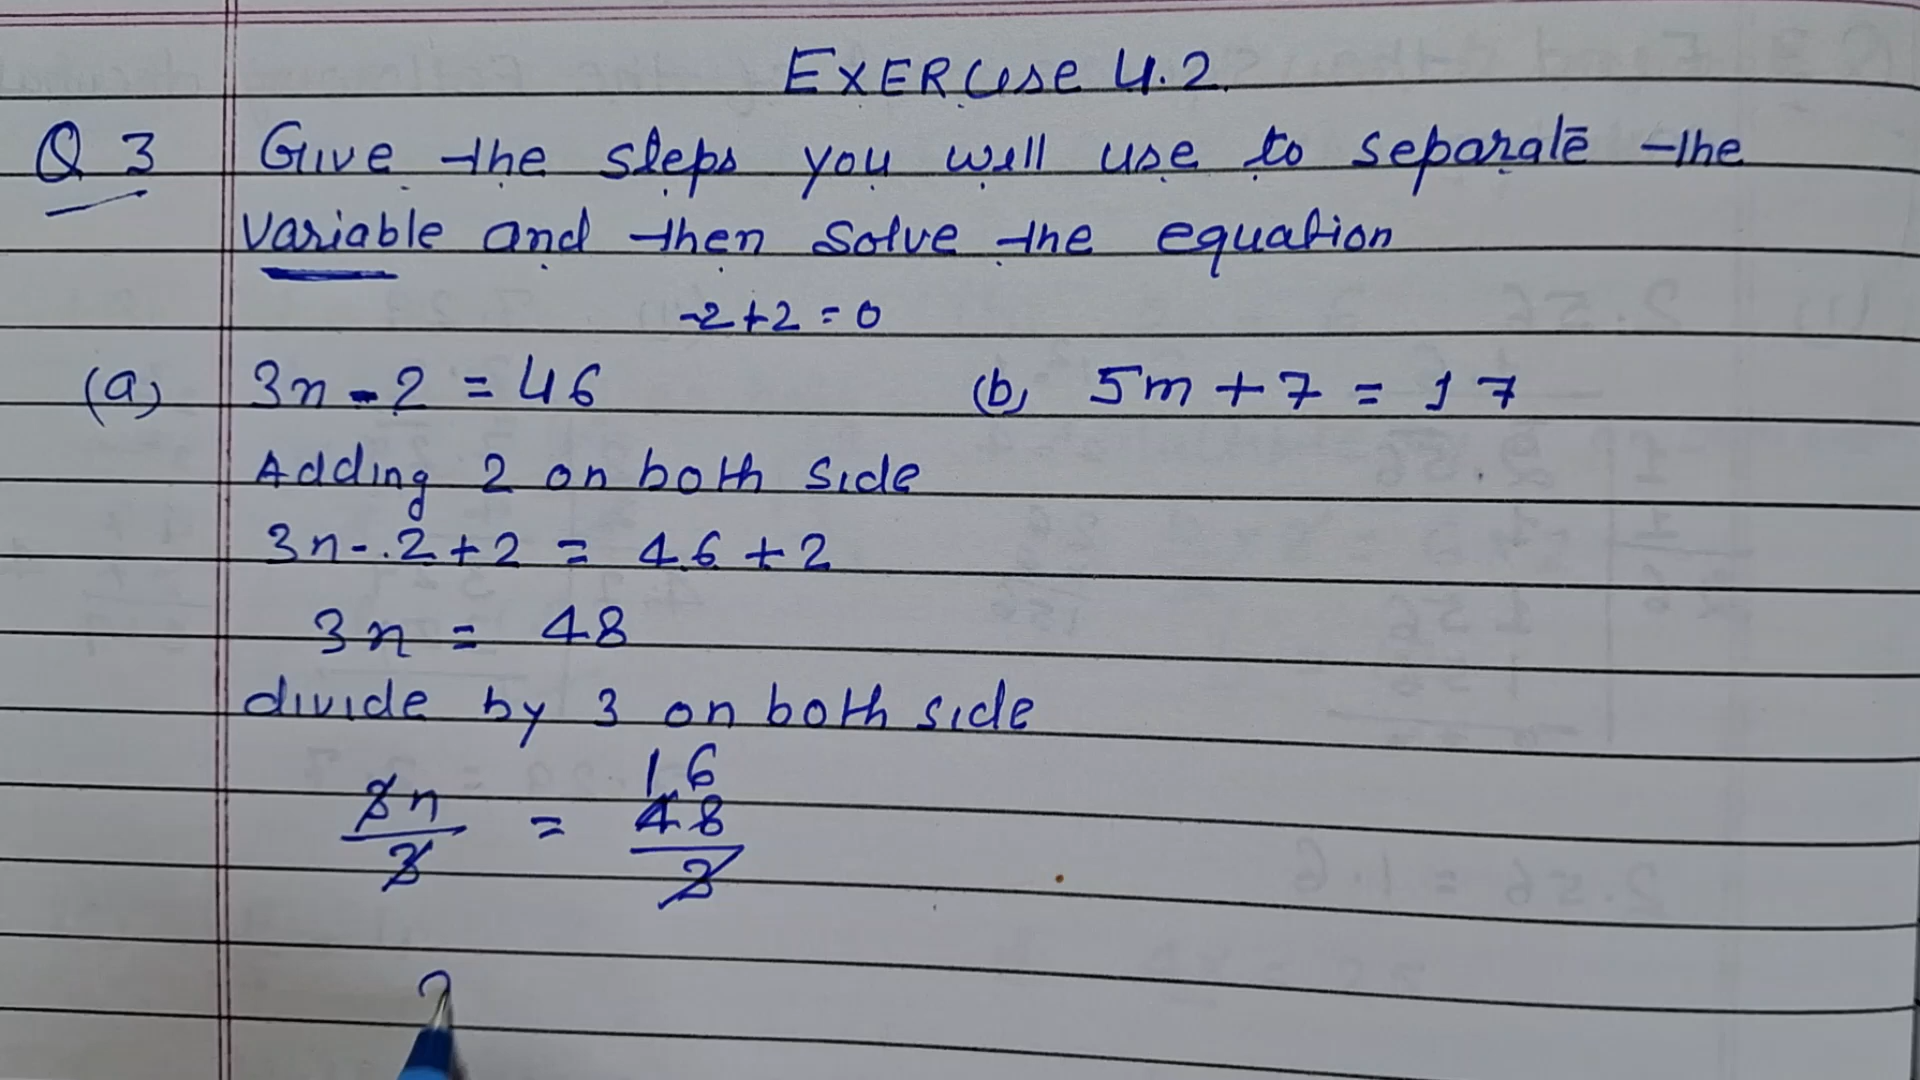 EXERCISE 4.2
Q 3 Give the steps you will use to separate the
variable and then solve the equation
-2+2=0
(a) 3n-2=46 (b) 5m+7=17
Adding 2 on both side
3n-2+2 = 46+2
3n = 48
divide by 3 on both side
16
3n = 48
3 3